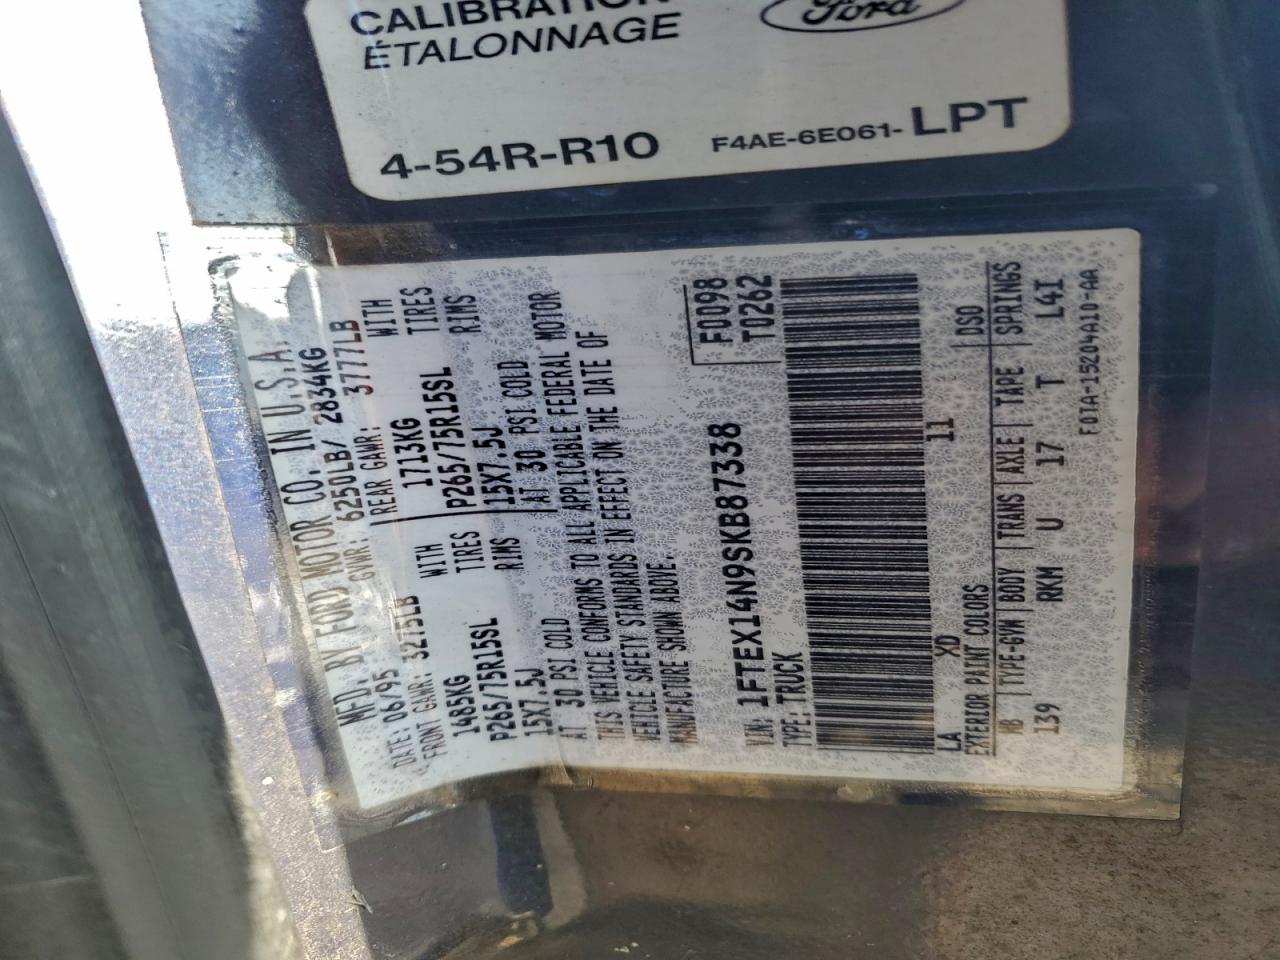 CALIBRATION
ÉTALONNAGE
Ford
4-54R-R10 F4AE-6E061-LPT
MFD. BY FORD MOTOR CO. IN U.S.A.
DATE: 06/95 GVWR: 6250LB/ 2834KG
FRONT GAWR: 3275LB REAR GAWR: 3777LB
1485KG WITH 1713KG WITH
P265/75R15SL TIRES P265/75R15SL TIRES
15X7.5J RIMS 15X7.5J RIMS
AT 30 PSI COLD AT 30 PSI COLD
THIS VEHICLE CONFORMS TO ALL APPLICABLE FEDERAL MOTOR
VEHICLE SAFETY STANDARDS IN EFFECT ON THE DATE OF
MANUFACTURE SHOWN ABOVE.
F0098
T0262
VIN: 1FTEX14N9SKB87338
TYPE: TRUCK
LA XD 11
EXTERIOR PAINT COLORS DSO
WB TYPE-GVW BODY TRANS AXLE TAPE SPRINGS
139 RKM U 17 T L4I
F0TA-15204A10-AA